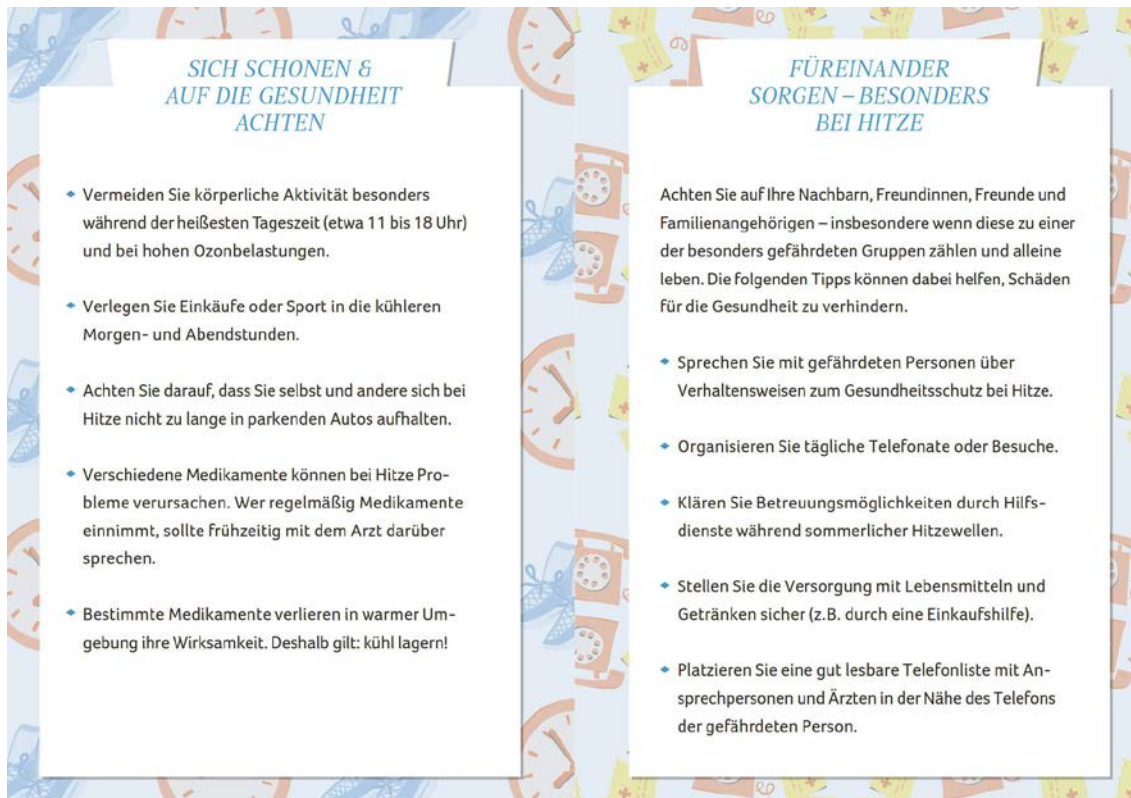 SICH SCHONEN &
AUF DIE GESUNDHEIT
ACHTEN
Vermeiden Sie körperliche Aktivität besonders
während der heißesten Tageszeit (etwa 11 bis 18 Uhr)
und bei hohen Ozonbelastungen.
Verlegen Sie Einkäufe oder Sport in die kühleren
Morgen- und Abendstunden.
Achten Sie darauf, dass Sie selbst und andere sich bei
Hitze nicht zu lange in parkenden Autos aufhalten.
Verschiedene Medikamente können bei Hitze Pro-
bleme verursachen. Wer regelmäßig Medikamente
einnimmt, sollte frühzeitig mit dem Arzt darüber
sprechen.
Bestimmte Medikamente verlieren in warmer Um-
gebung ihre Wirksamkeit. Deshalb gilt: kühl lagern!
FÜREINANDER
SORGEN – BESONDERS
BEI HITZE
Achten Sie auf Ihre Nachbarn, Freundinnen, Freunde und
Familienangehörigen – insbesondere wenn diese zu einer
der besonders gefährdeten Gruppen zählen und alleine
leben. Die folgenden Tipps können dabei helfen, Schäden
für die Gesundheit zu verhindern.
Sprechen Sie mit gefährdeten Personen über
Verhaltensweisen zum Gesundheitsschutz bei Hitze.
Organisieren Sie tägliche Telefonate oder Besuche.
Klären Sie Betreuungsmöglichkeiten durch Hilfs-
dienste während sommerlicher Hitzewellen.
Stellen Sie die Versorgung mit Lebensmitteln und
Getränken sicher (z.B. durch eine Einkaufshilfe).
Platzieren Sie eine gut lesbare Telefonliste mit An-
sprechpersonen und Ärzten in der Nähe des Telefons
der gefährdeten Person.